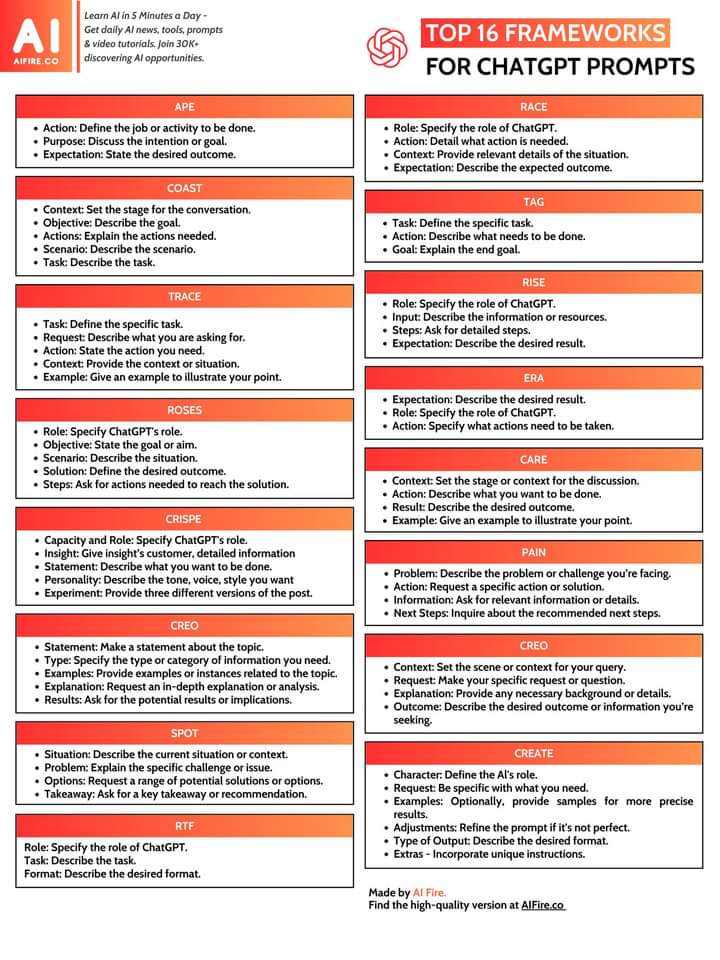 AI
AIFIRE.CO
Learn AI in 5 Minutes a Day -
Get daily AI news, tools, prompts
& video tutorials. Join 30K+
discovering AI opportunities.
TOP 16 FRAMEWORKS
FOR CHATGPT PROMPTS
APE
• Action: Define the job or activity to be done.
• Purpose: Discuss the intention or goal.
• Expectation: State the desired outcome.
COAST
• Context: Set the stage for the conversation.
• Objective: Describe the goal.
• Actions: Explain the actions needed.
• Scenario: Describe the scenario.
• Task: Describe the task.
TRACE
• Task: Define the specific task.
• Request: Describe what you are asking for.
• Action: State the action you need.
• Context: Provide the context or situation.
• Example: Give an example to illustrate your point.
ROSES
• Role: Specify ChatGPT's role.
• Objective: State the goal or aim.
• Scenario: Describe the situation.
• Solution: Define the desired outcome.
• Steps: Ask for actions needed to reach the solution.
CRISPE
• Capacity and Role: Specify ChatGPT's role.
• Insight: Give insight's customer, detailed information
• Statement: Describe what you want to be done.
• Personality: Describe the tone, voice, style you want
• Experiment: Provide three different versions of the post.
CREO
• Statement: Make a statement about the topic.
• Type: Specify the type or category of information you need.
• Examples: Provide examples or instances related to the topic.
• Explanation: Request an in-depth explanation or analysis.
• Results: Ask for the potential results or implications.
SPOT
• Situation: Describe the current situation or context.
• Problem: Explain the specific challenge or issue.
• Options: Request a range of potential solutions or options.
• Takeaway: Ask for a key takeaway or recommendation.
RTF
Role: Specify the role of ChatGPT.
Task: Describe the task.
Format: Describe the desired format.
RACE
• Role: Specify the role of ChatGPT.
• Action: Detail what action is needed.
• Context: Provide relevant details of the situation.
• Expectation: Describe the expected outcome.
TAG
• Task: Define the specific task.
• Action: Describe what needs to be done.
• Goal: Explain the end goal.
RISE
• Role: Specify the role of ChatGPT.
• Input: Describe the information or resources.
• Steps: Ask for detailed steps.
• Expectation: Describe the desired result.
ERA
• Expectation: Describe the desired result.
• Role: Specify the role of ChatGPT.
• Action: Specify what actions need to be taken.
CARE
• Context: Set the stage or context for the discussion.
• Action: Describe what you want to be done.
• Result: Describe the desired outcome.
• Example: Give an example to illustrate your point.
PAIN
• Problem: Describe the problem or challenge you're facing.
• Action: Request a specific action or solution.
• Information: Ask for relevant information or details.
• Next Steps: Inquire about the recommended next steps.
CREO
• Context: Set the scene or context for your query.
• Request: Make your specific request or question.
• Explanation: Provide any necessary background or details.
• Outcome: Describe the desired outcome or information you're
seeking.
CREATE
• Character: Define the AI's role.
• Request: Be specific with what you need.
• Examples: Optionally, provide samples for more precise
results.
• Adjustments: Refine the prompt if it's not perfect.
• Type of Output: Describe the desired format.
• Extras - Incorporate unique instructions.
Made by AI Fire.
Find the high-quality version at AIFire.co